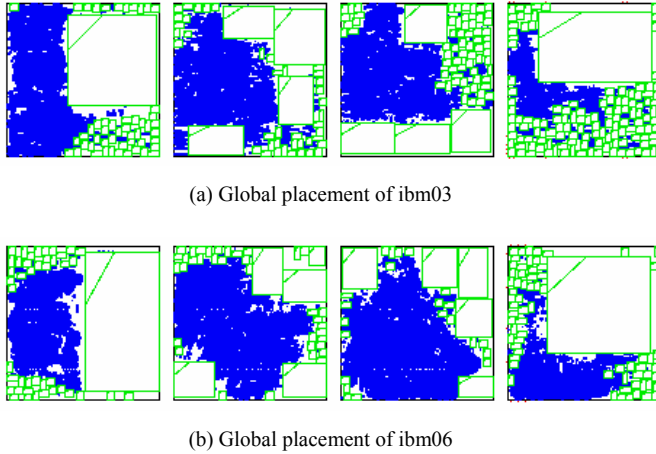 (a) Global placement of ibm03
(b) Global placement of ibm06